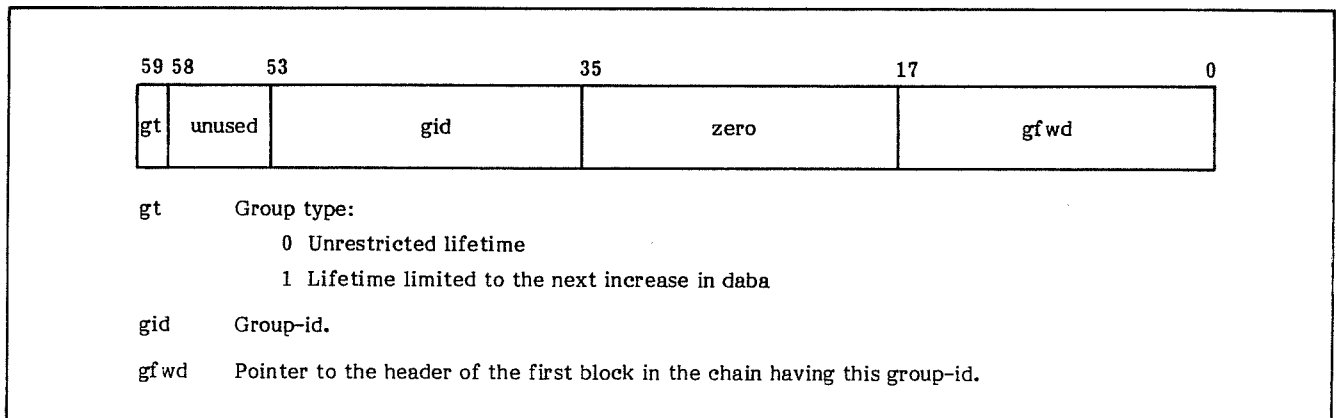 59 58 53 35 17 0
gt unused gid zero gfwd
gt Group type:
0 Unrestricted lifetime
1 Lifetime limited to the next increase in daba
gid Group-id.
gfwd Pointer to the header of the first block in the chain having this group-id.